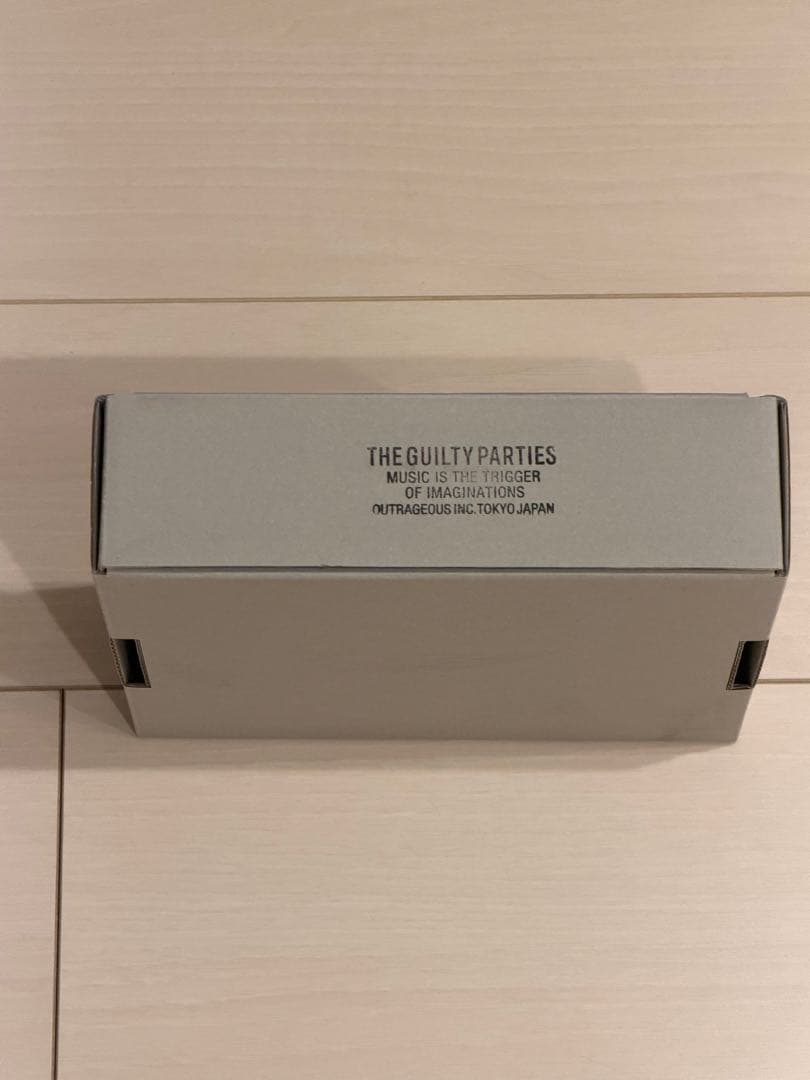 THE GUILTY PARTIES
MUSIC IS THE TRIGGER
OF IMAGINATIONS
OUTRAGEOUS INC. TOKYO JAPAN